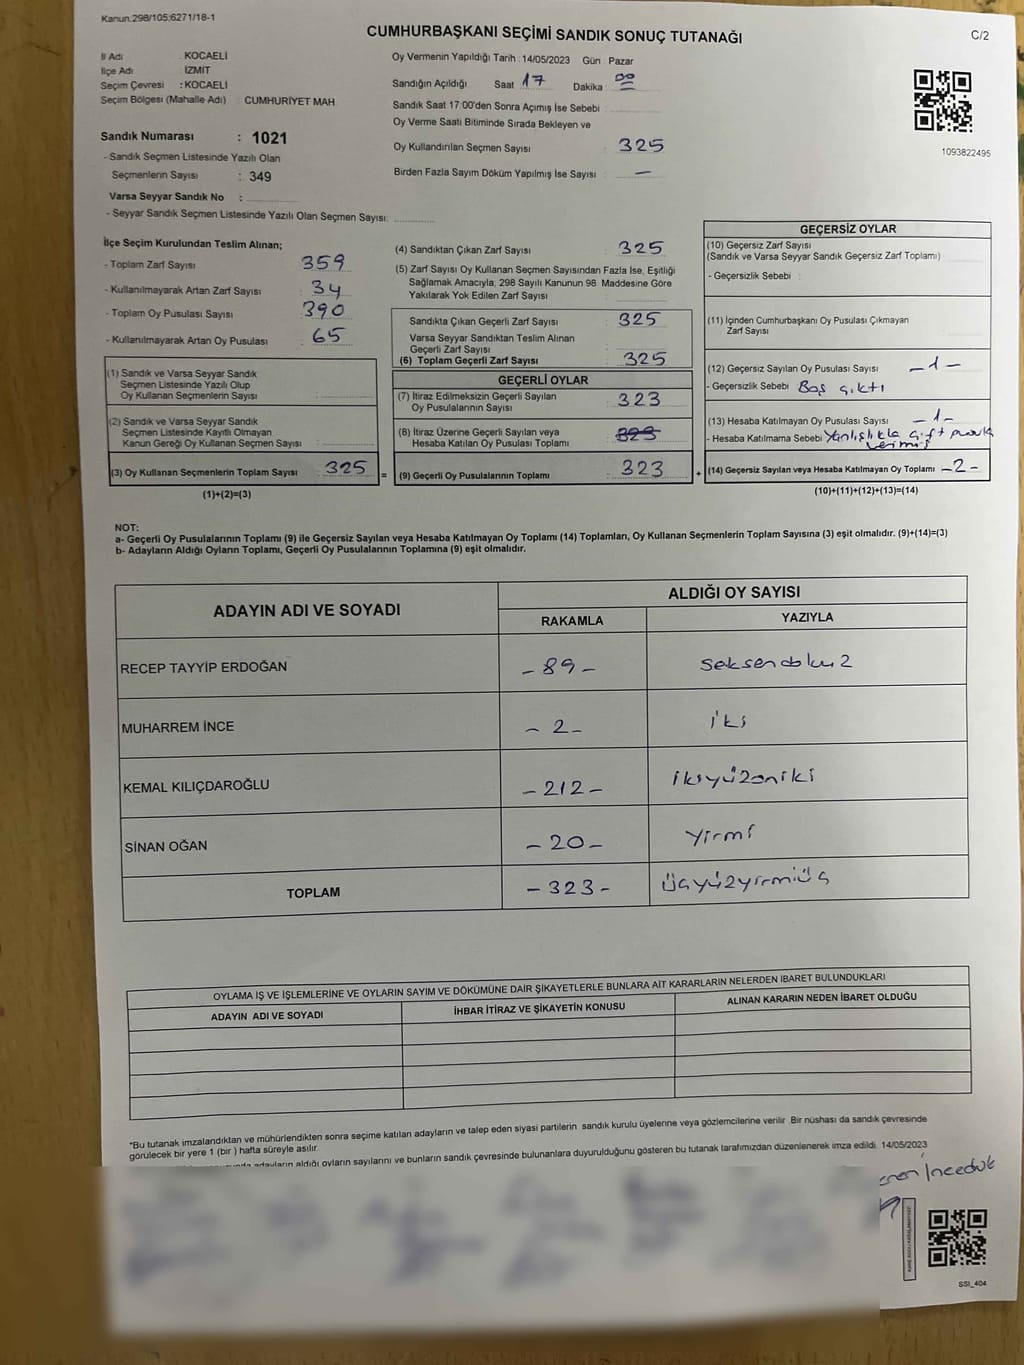 Kanun.298/105;6271/18-1
CUMHURBAŞKANI SEÇİMİ SANDIK SONUÇ TUTANAĞI
C/2
İl Adı : KOCAELİ
İlçe Adı : İZMİT
Seçim Çevresi : KOCAELİ
Seçim Bölgesi (Mahalle Adı) : CUMHURİYET MAH.
Sandık Numarası : 1021
- Sandık Seçmen Listesinde Yazılı Olan
Seçmenlerin Sayısı : 349
Varsa Seyyar Sandık No :
- Seyyar Sandık Seçmen Listesinde Yazılı Olan Seçmen Sayısı:
Oy Vermenin Yapıldığı Tarih : 14/05/2023 Gün Pazar
Sandığın Açıldığı Saat 17 Dakika 00
Sandık Saat 17:00'den Sonra Açımış İse Sebebi :
Oy Verme Saati Bitiminde Sırada Bekleyen ve
Oy Kullandırılan Seçmen Sayısı : 325
Birden Fazla Sayım Döküm Yapılmış İse Sayısı : —
1093822495
İlçe Seçim Kurulundan Teslim Alınan;
- Toplam Zarf Sayısı : 359
- Kullanılmayarak Artan Zarf Sayısı : 34
- Toplam Oy Pusulası Sayısı : 390
- Kullanılmayarak Artan Oy Pusulası : 65
(1) Sandık ve Varsa Seyyar Sandık
Seçmen Listesinde Yazılı Olup
Oy Kullanan Seçmenlerin Sayısı :
(2) Sandık ve Varsa Seyyar Sandık
Seçmen Listesinde Kayıtlı Olmayan
Kanun Gereği Oy Kullanan Seçmen Sayısı :
(3) Oy Kullanan Seçmenlerin Toplam Sayısı : 325
(1)+(2)=(3)
=
(4) Sandıktan Çıkan Zarf Sayısı : 325
(5) Zarf Sayısı Oy Kullanan Seçmen Sayısından Fazla İse, Eşitliği
Sağlamak Amacıyla, 298 Sayılı Kanunun 98. Maddesine Göre
Yakılarak Yok Edilen Zarf Sayısı :
Sandıkta Çıkan Geçerli Zarf Sayısı : 325
Varsa Seyyar Sandıktan Teslim Alınan
Geçerli Zarf Sayısı :
(6) Toplam Geçerli Zarf Sayısı : 325
GEÇERLİ OYLAR
(7) İtiraz Edilmeksizin Geçerli Sayılan
Oy Pusulalarının Sayısı : 323
(8) İtiraz Üzerine Geçerli Sayılan veya
Hesaba Katılan Oy Pusulası Toplamı : 323
(9) Geçerli Oy Pusulalarının Toplamı : 323
+
GEÇERSİZ OYLAR
(10) Geçersiz Zarf Sayısı
(Sandık ve Varsa Seyyar Sandık Geçersiz Zarf Toplamı) :
- Geçersizlik Sebebi :
(11) İçinden Cumhurbaşkanı Oy Pusulası Çıkmayan
Zarf Sayısı :
(12) Geçersiz Sayılan Oy Pusulası Sayısı : -1-
- Geçersizlik Sebebi : Boş çıktı
(13) Hesaba Katılmayan Oy Pusulası Sayısı : -1-
- Hesaba Katılmama Sebebi : Yanlışlıkla çift pusula
verilmiş
(14) Geçersiz Sayılan veya Hesaba Katılmayan Oy Toplamı : -2-
(10)+(11)+(12)+(13)=(14)
NOT:
a- Geçerli Oy Pusulalarının Toplamı (9) ile Geçersiz Sayılan veya Hesaba Katılmayan Oy Toplamı (14) Toplamları, Oy Kullanan Seçmenlerin Toplam Sayısına (3) eşit olmalıdır. (9)+(14)=(3)
b- Adayların Aldığı Oyların Toplamı, Geçerli Oy Pusulalarının Toplamına (9) eşit olmalıdır.
ADAYIN ADI VE SOYADI
ALDIĞI OY SAYISI
RAKAMLA YAZIYLA
RECEP TAYYİP ERDOĞAN -89- Seksendokuz
MUHARREM İNCE -2- İki
KEMAL KILIÇDAROĞLU -212- ikiyüzoniki
SİNAN OĞAN -20- Yirmi
TOPLAM -323- Üçyüzyirmiüç
OYLAMA İŞ VE İŞLEMLERİNE VE OYLARIN SAYIM VE DÖKÜMÜNE DAİR ŞİKAYETLERLE BUNLARA AİT KARARLARIN NELERDEN İBARET BULUNDUKLARI
ADAYIN ADI VE SOYADI İHBAR İTİRAZ VE ŞİKAYETİN KONUSU ALINAN KARARIN NEDEN İBARET OLDUĞU
*Bu tutanak imzalandıktan ve mühürlendikten sonra seçime katılan adayların ve talep eden siyasi partilerin sandık kurulu üyelerine veya gözlemcilerine verilir. Bir nüshası da sandık çevresinde
görülecek bir yere 1 (bir) hafta süreyle asılır.
adayların aldığı oyların sayılarını ve bunların sandık çevresinde bulunanlara duyurulduğunu gösteren bu tutanak tarafımızdan düzenlenerek imza edildi. 14/05/2023
SSI_404